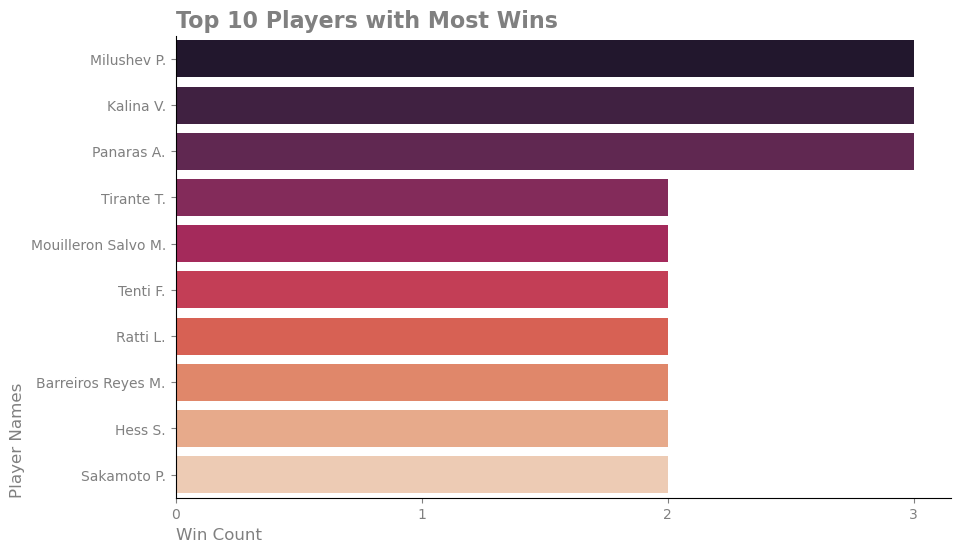 Top 10 Players with Most Wins
Milushev P.
Kalina V.
Panaras A.
Tirante T.
Mouilleron Salvo M.
Tenti F.
Ratti L.
Barreiros Reyes M.
Hess S.
Sakamoto P.
Player Names
0 1 2 3
Win Count